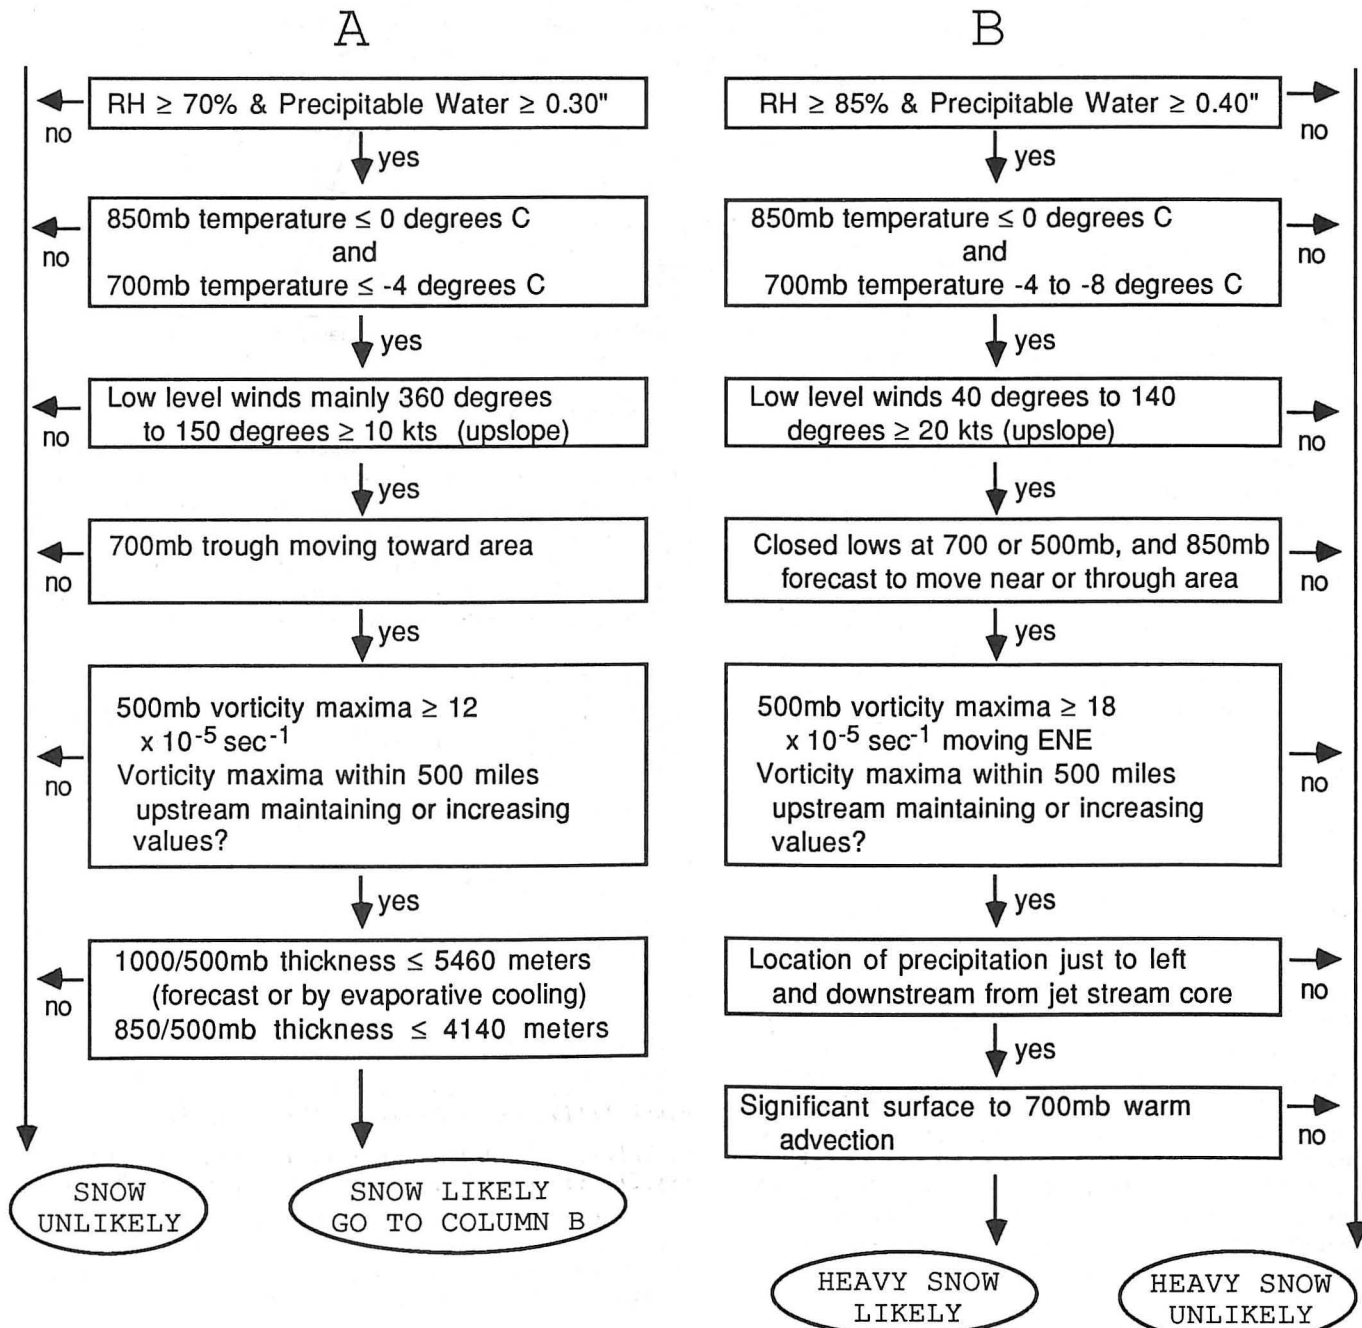 A
RH ≥ 70% & Precipitable Water ≥ 0.30"
no
yes
850mb temperature ≤ 0 degrees C
and
700mb temperature ≤ -4 degrees C
no
yes
Low level winds mainly 360 degrees
to 150 degrees ≥ 10 kts (upslope)
no
yes
700mb trough moving toward area
no
yes
500mb vorticity maxima ≥ 12
x 10⁻⁵ sec⁻¹
Vorticity maxima within 500 miles
upstream maintaining or increasing
values?
no
yes
1000/500mb thickness ≤ 5460 meters
(forecast or by evaporative cooling)
850/500mb thickness ≤ 4140 meters
no
SNOW
UNLIKELY
SNOW LIKELY
GO TO COLUMN B
B
RH ≥ 85% & Precipitable Water ≥ 0.40"
no
yes
850mb temperature ≤ 0 degrees C
and
700mb temperature -4 to -8 degrees C
no
yes
Low level winds 40 degrees to 140
degrees ≥ 20 kts (upslope)
no
yes
Closed lows at 700 or 500mb, and 850mb
forecast to move near or through area
no
yes
500mb vorticity maxima ≥ 18
x 10⁻⁵ sec⁻¹ moving ENE
Vorticity maxima within 500 miles
upstream maintaining or increasing
values?
no
yes
Location of precipitation just to left
and downstream from jet stream core
no
yes
Significant surface to 700mb warm
advection
no
HEAVY SNOW
LIKELY
HEAVY SNOW
UNLIKELY